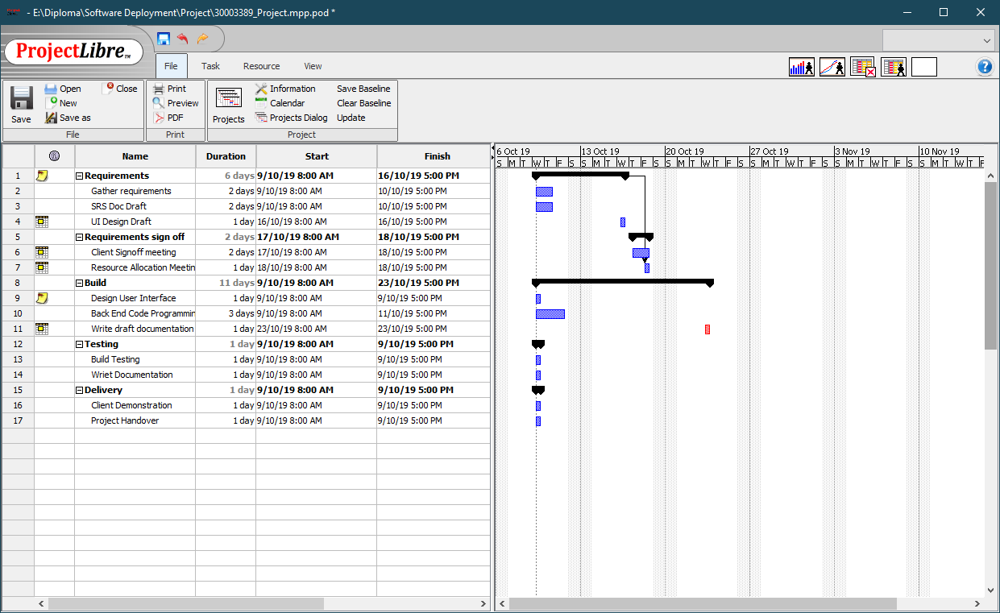 - E:\Diploma\Software Deployment\Project\30003389_Project.mpp.pod *
ProjectLibre™
File Task Resource View
Save
Open
New
Save as
Close
File
Print
Preview
PDF
Print
Projects
Information
Calendar
Projects Dialog
Save Baseline
Clear Baseline
Update
Project
Name Duration Start Finish
1 Requirements 6 days 9/10/19 8:00 AM 16/10/19 5:00 PM
2 Gather requirements 2 days 9/10/19 8:00 AM 10/10/19 5:00 PM
3 SRS Doc Draft 2 days 9/10/19 8:00 AM 10/10/19 5:00 PM
4 UI Design Draft 1 day 16/10/19 8:00 AM 16/10/19 5:00 PM
5 Requirements sign off 2 days 17/10/19 8:00 AM 18/10/19 5:00 PM
6 Client Signoff meeting 2 days 17/10/19 8:00 AM 18/10/19 5:00 PM
7 Resource Allocation Meetin 1 day 18/10/19 8:00 AM 18/10/19 5:00 PM
8 Build 11 days 9/10/19 8:00 AM 23/10/19 5:00 PM
9 Design User Interface 1 day 9/10/19 8:00 AM 9/10/19 5:00 PM
10 Back End Code Programmin 3 days 9/10/19 8:00 AM 11/10/19 5:00 PM
11 Write draft documentation 1 day 23/10/19 8:00 AM 23/10/19 5:00 PM
12 Testing 1 day 9/10/19 8:00 AM 9/10/19 5:00 PM
13 Build Testing 1 day 9/10/19 8:00 AM 9/10/19 5:00 PM
14 Wriet Documentation 1 day 9/10/19 8:00 AM 9/10/19 5:00 PM
15 Delivery 1 day 9/10/19 8:00 AM 9/10/19 5:00 PM
16 Client Demonstration 1 day 9/10/19 8:00 AM 9/10/19 5:00 PM
17 Project Handover 1 day 9/10/19 8:00 AM 9/10/19 5:00 PM
6 Oct 19 13 Oct 19 20 Oct 19 27 Oct 19 3 Nov 19 10 Nov 19
S M T W T F S S M T W T F S S M T W T F S S M T W T F S S M T W T F S S M T W T F